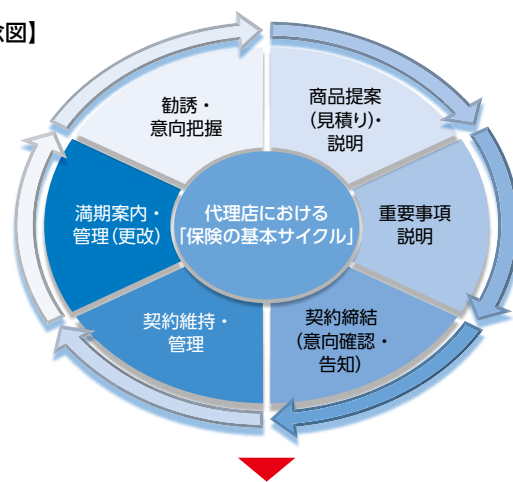 図】
勧誘・
意向把握
商品提案
(見積り)・
説明
重要事項
説明
契約締結
(意向確認・
告知)
契約維持・
管理
満期案内・
管理(更改)
代理店における
「保険の基本サイクル」